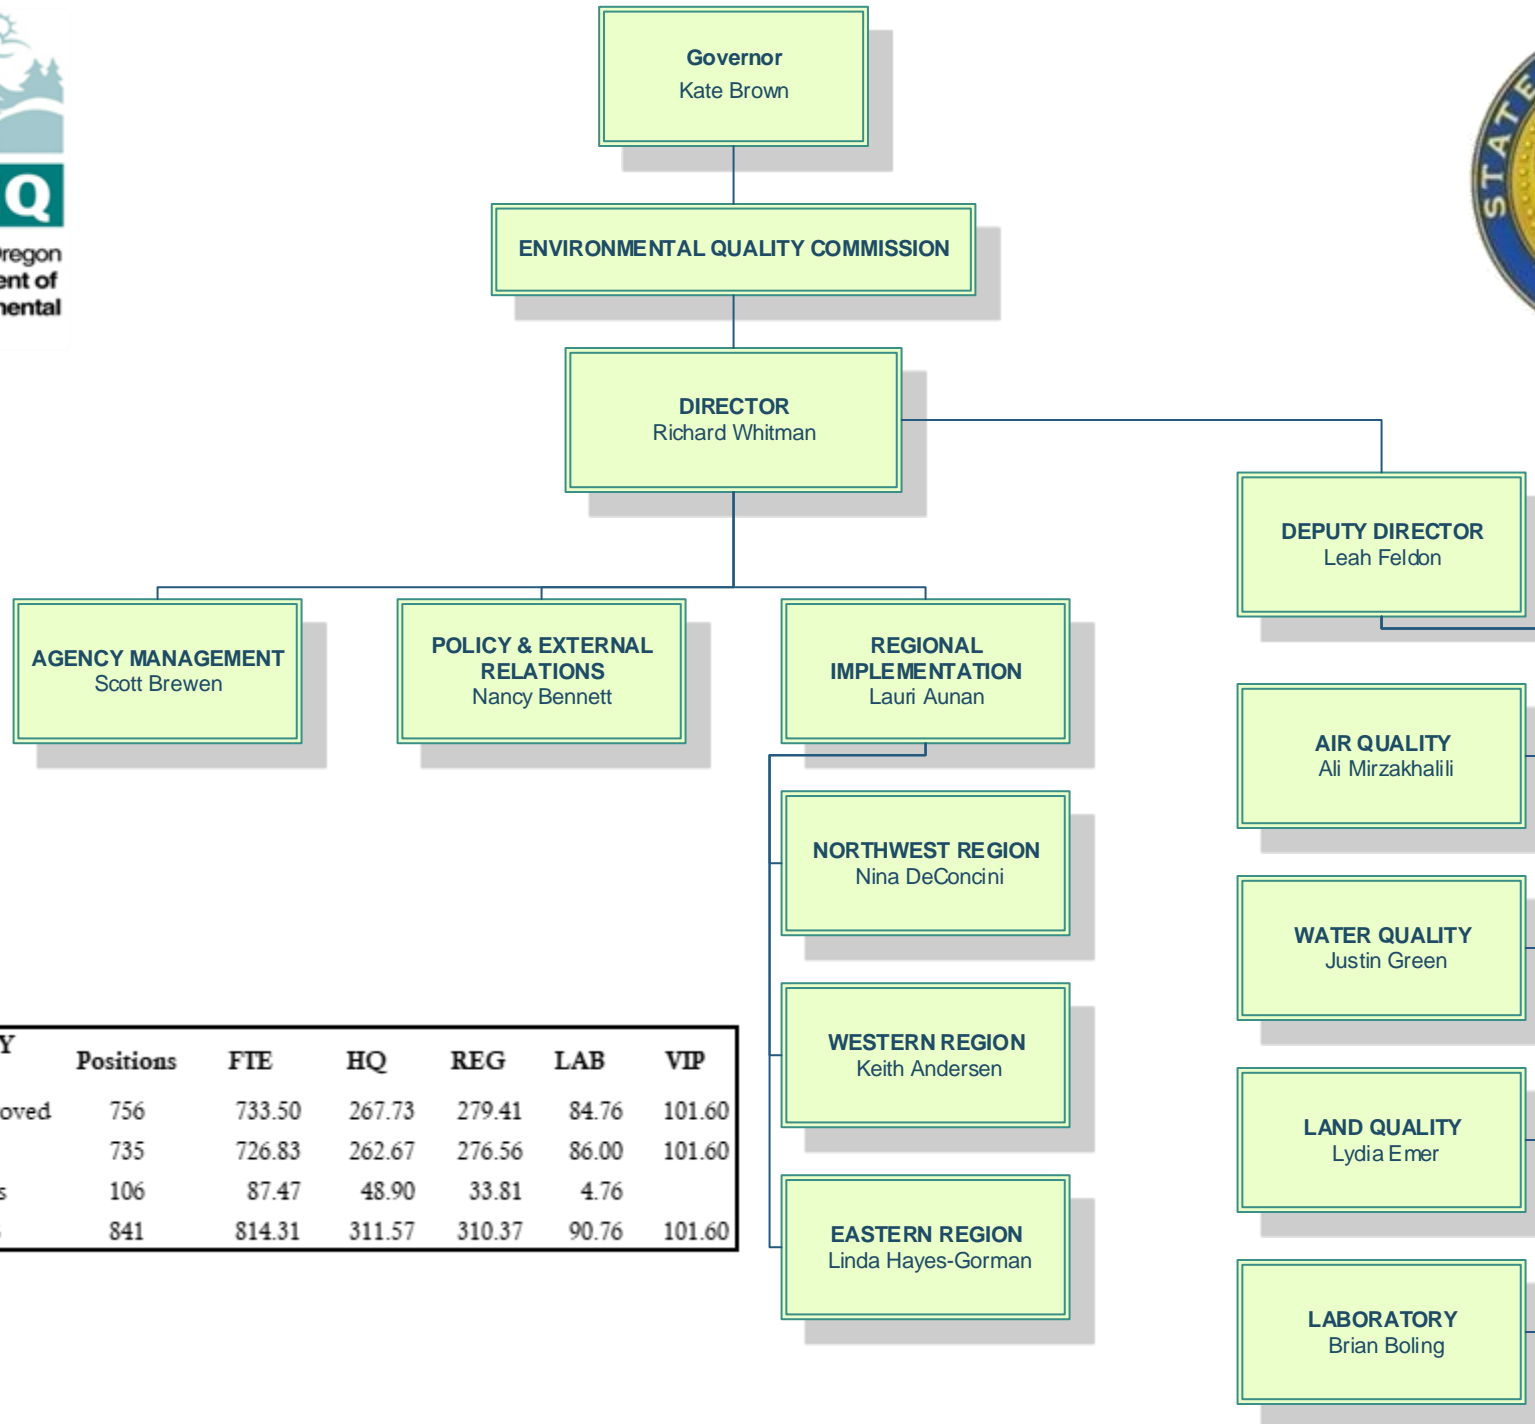 Governor
Kate Brown
STATE
Q
ENVIRONMENTAL QUALITY COMMISSION
DIRECTOR
Richard Whitman
DEPUTY DIRECTOR
Leah Feldon
AGENCY MANAGEMENT
Scott Brewen
POLICY & EXTERNAL
RELATIONS
Nancy Bennett
REGIONAL
IMPLEMENTATION
Lauri Aunan
AIR QUALITY
Ali Mirzakhalili
NORTHWEST REGION
Nina DeConcini
WATER QUALITY
Justin Green
WESTERN REGION
Keith Andersen
LAND QUALITY
Lydia Emer
EASTERN REGION
Linda Hayes-Gorman
LABORATORY
Brian Boling
Y Positions FTE HQ REG LAB VIP
oved 756 733.50 267.73 279.41 84.76 101.60
735 726.83 262.67 276.56 86.00 101.60
s 106 87.47 48.90 33.81 4.76
841 814.31 311.57 310.37 90.76 101.60